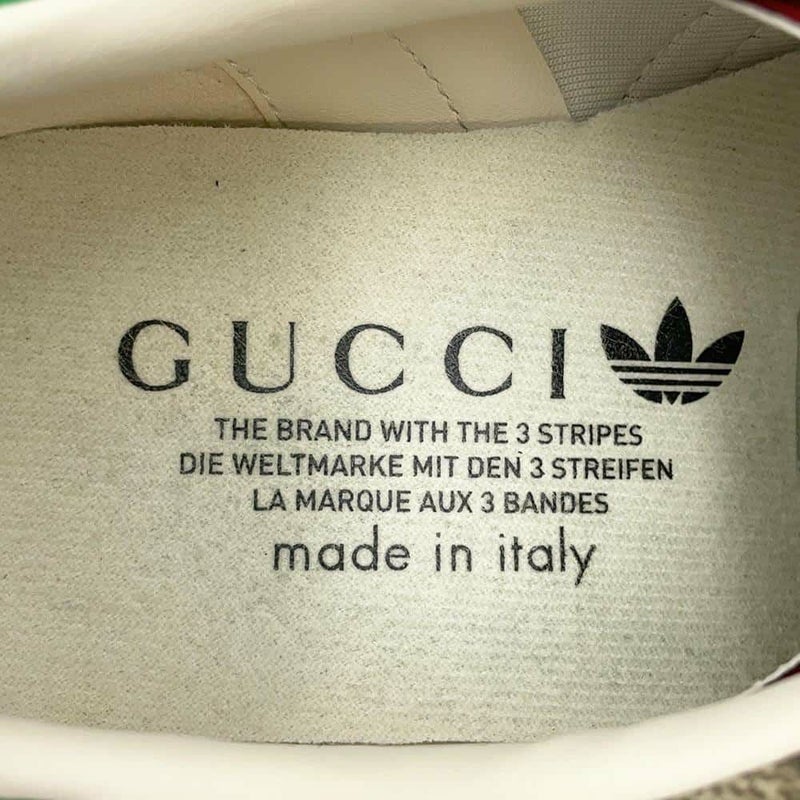 GUCCI
THE BRAND WITH THE 3 STRIPES
DIE WELTMARKE MIT DEN 3 STREIFEN
LA MARQUE AUX 3 BANDES
made in italy